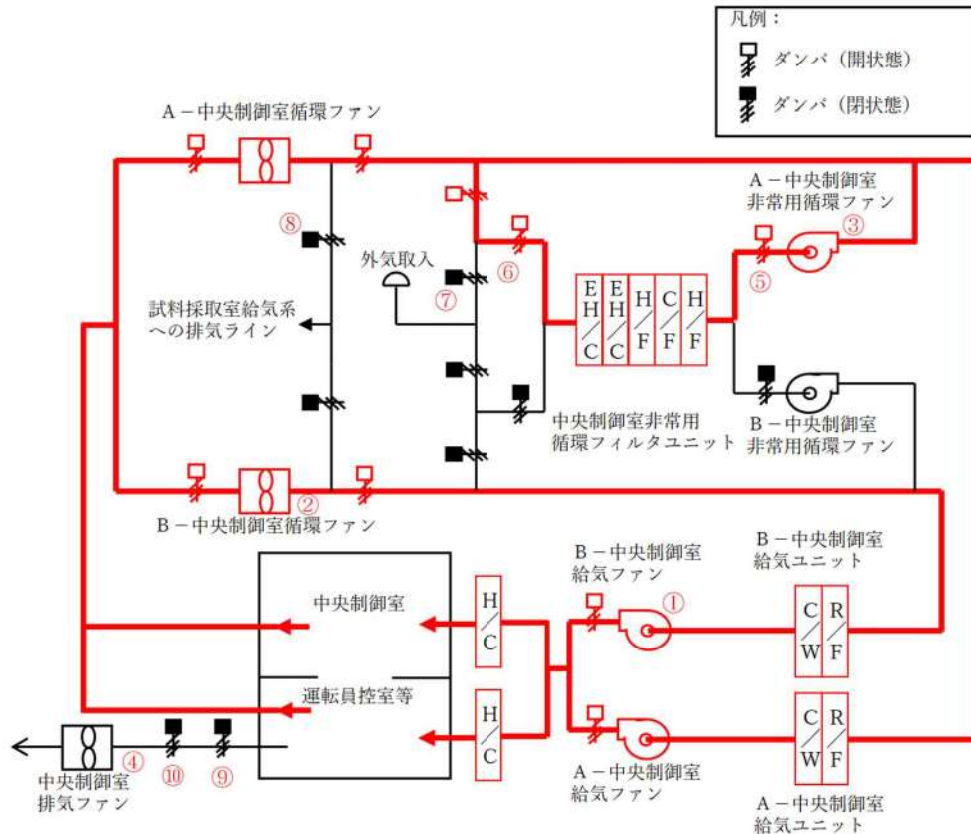 凡例：
ダンパ（開状態）
ダンパ（閉状態）
A－中央制御室循環ファン
A－中央制御室
非常用循環ファン
③
⑧
外気取入
⑥
⑤
⑦
試料採取室給気系
への排気ライン
EH/C
EH/C
H/F
C/F
H/F
中央制御室非常用
循環フィルタユニット
B－中央制御室
非常用循環ファン
②
B－中央制御室循環ファン
B－中央制御室
給気ファン
①
B－中央制御室
給気ユニット
中央制御室
H/C
C/W
R/F
運転員控室等
H/C
C/W
R/F
④
⑩
⑨
中央制御室
排気ファン
A－中央制御室
給気ファン
A－中央制御室
給気ユニット